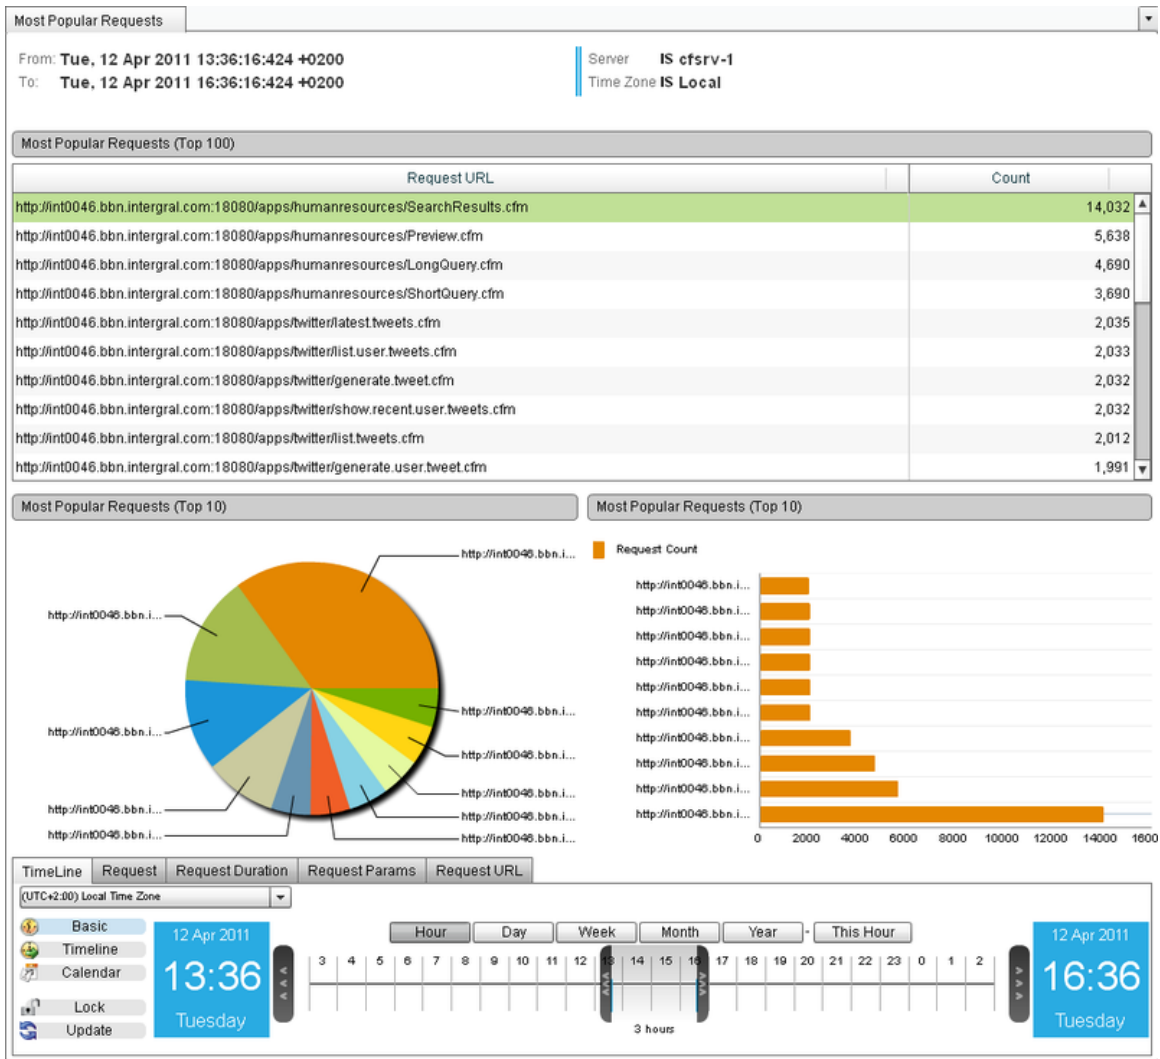 Most Popular Requests
From: Tue, 12 Apr 2011 13:36:16:424 +0200
To: Tue, 12 Apr 2011 16:36:16:424 +0200
Server IS cfsrv-1
Time Zone IS Local
Most Popular Requests (Top 100)
Request URL Count
http://int0046.bbn.intergral.com:18080/apps/humanresources/SearchResults.cfm 14,032
http://int0046.bbn.intergral.com:18080/apps/humanresources/Preview.cfm 5,638
http://int0046.bbn.intergral.com:18080/apps/humanresources/LongQuery.cfm 4,690
http://int0046.bbn.intergral.com:18080/apps/humanresources/ShortQuery.cfm 3,690
http://int0046.bbn.intergral.com:18080/apps/twitter/latest.tweets.cfm 2,035
http://int0046.bbn.intergral.com:18080/apps/twitter/list.user.tweets.cfm 2,033
http://int0046.bbn.intergral.com:18080/apps/twitter/generate.tweet.cfm 2,032
http://int0046.bbn.intergral.com:18080/apps/twitter/show.recent.user.tweets.cfm 2,032
http://int0046.bbn.intergral.com:18080/apps/twitter/list.tweets.cfm 2,012
http://int0046.bbn.intergral.com:18080/apps/twitter/generate.user.tweet.cfm 1,991
Most Popular Requests (Top 10)
http://int0046.bbn.i...
http://int0046.bbn.i...
http://int0046.bbn.i...
http://int0046.bbn.i...
http://int0046.bbn.i...
http://int0046.bbn.i...
http://int0046.bbn.i...
http://int0046.bbn.i...
http://int0046.bbn.i...
http://int0046.bbn.i...
Most Popular Requests (Top 10)
Request Count
http://int0046.bbn.i...
http://int0046.bbn.i...
http://int0046.bbn.i...
http://int0046.bbn.i...
http://int0046.bbn.i...
http://int0046.bbn.i...
http://int0046.bbn.i...
http://int0046.bbn.i...
http://int0046.bbn.i...
http://int0046.bbn.i...
0 2000 4000 6000 8000 10000 12000 14000 1600
TimeLine Request Request Duration Request Params Request URL
(UTC+2:00) Local Time Zone
Basic
Timeline
Calendar
Lock
Update
12 Apr 2011
13:36
Tuesday
Hour Day Week Month Year - This Hour
3 4 5 6 7 8 9 10 11 12 13 14 15 16 17 18 19 20 21 22 23 0 1 2
3 hours
12 Apr 2011
16:36
Tuesday